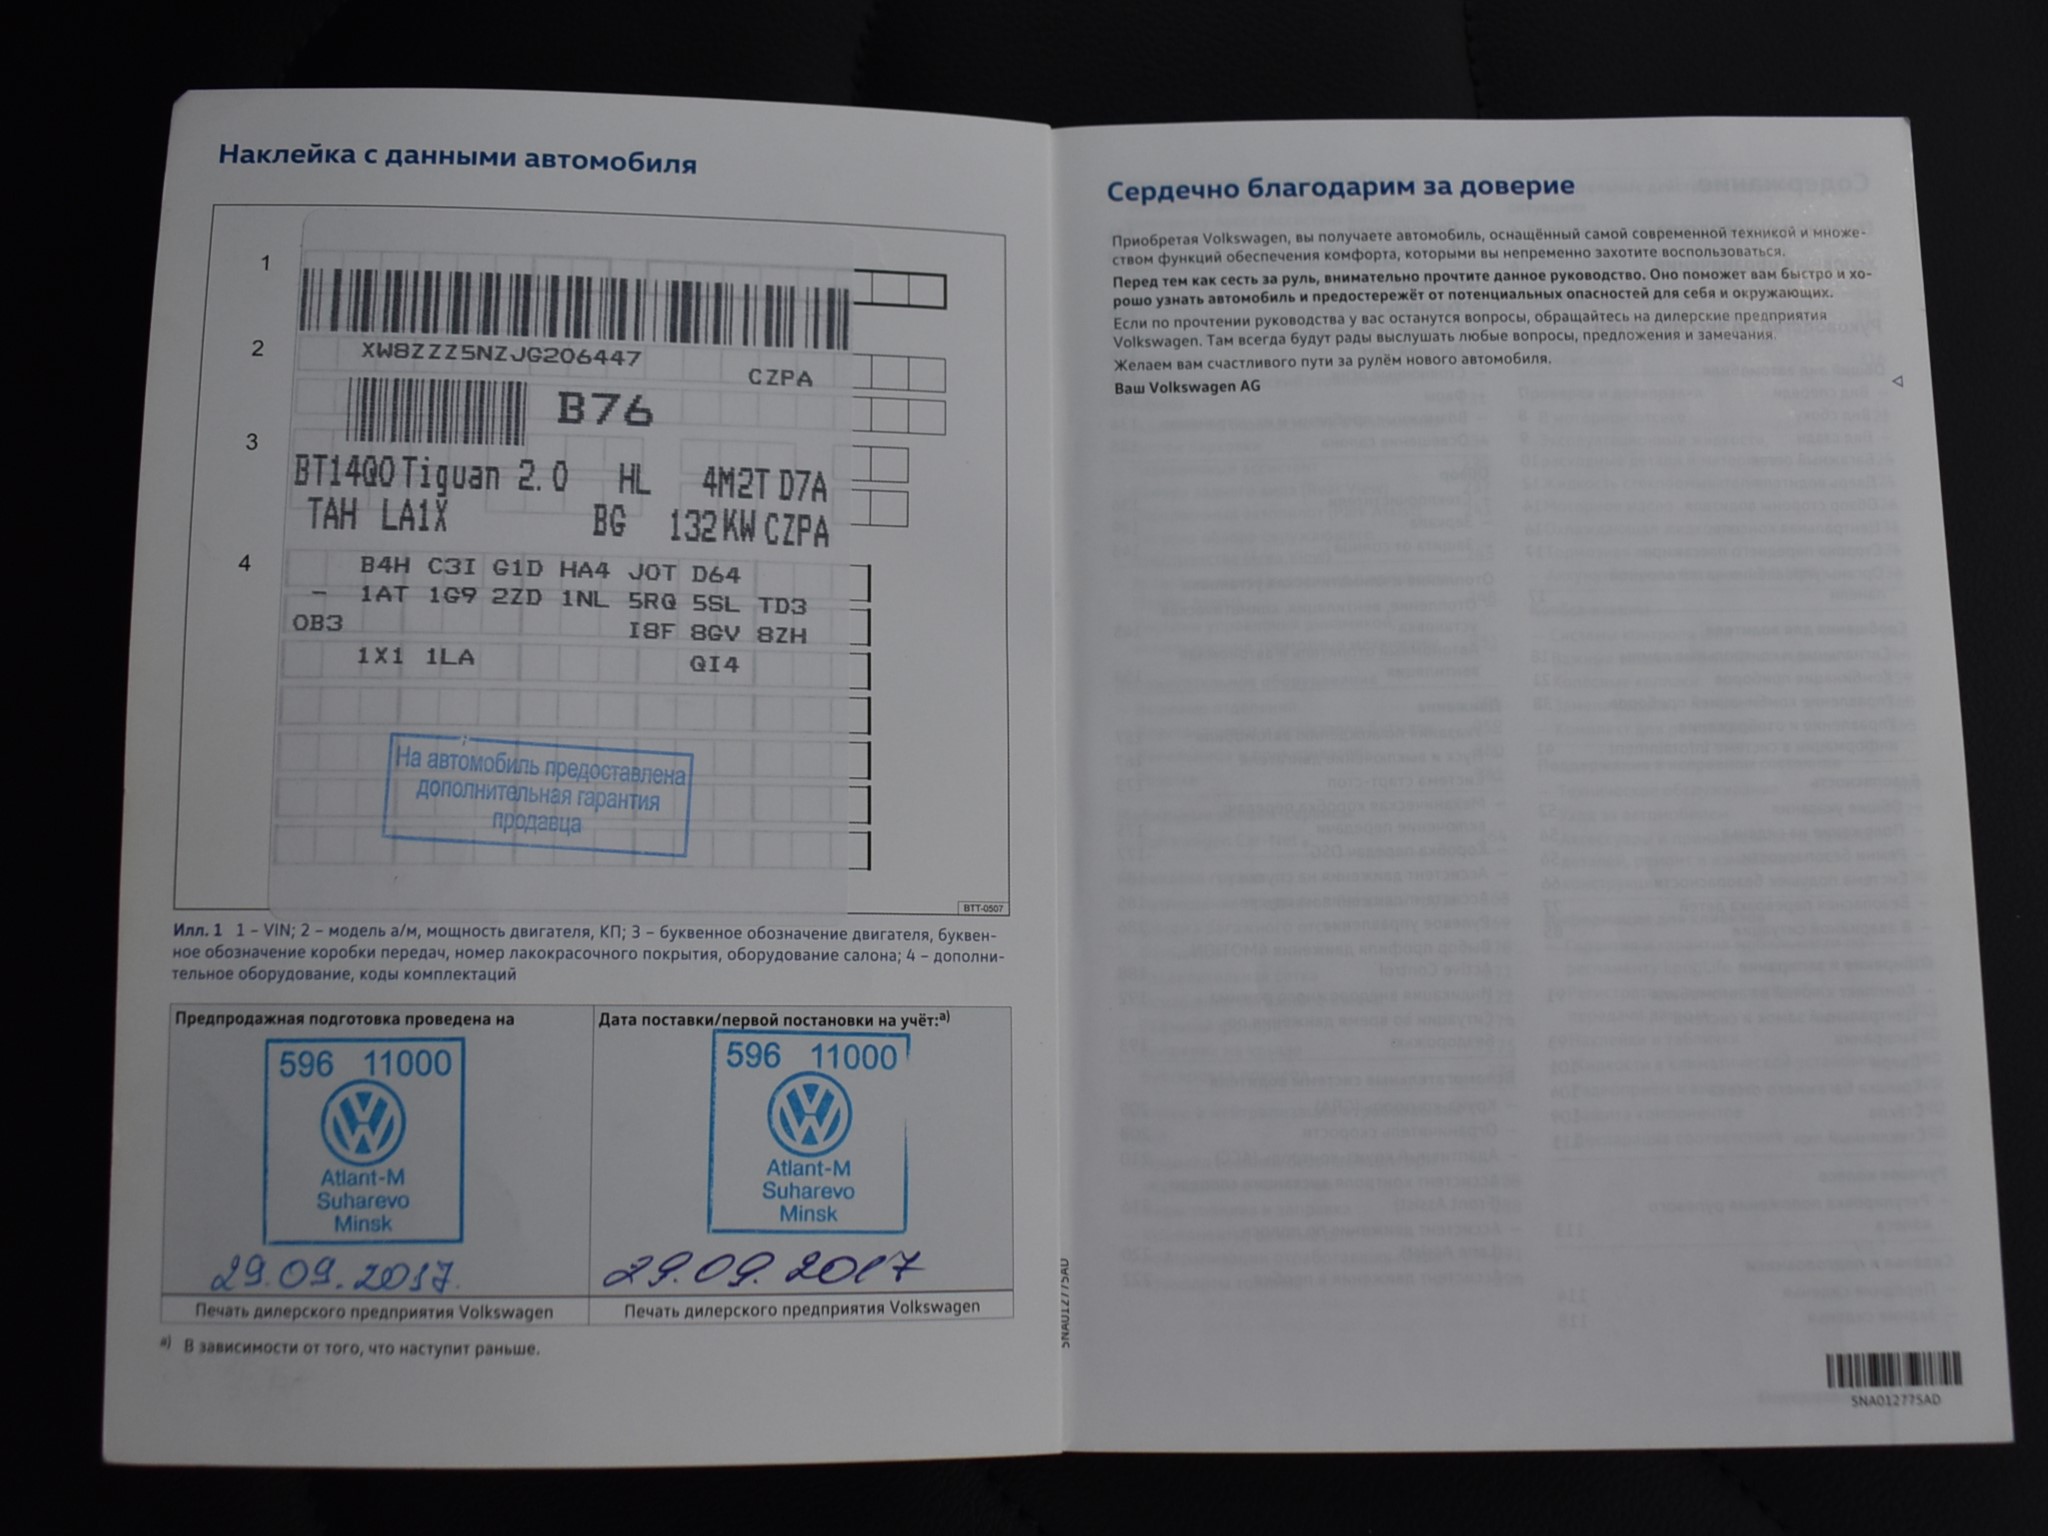 Наклейка с данными автомобиля
1
2
XW8ZZZ5NZJG206447
CZPA
B76
3
BT14Q0 Tiguan 2.0 HL 4M2T D7A
TAH LA1X BG 132KW CZPA
4
B4H C3I G1D HA4 J0T D64
– 1AT 1G9 2ZD 1NL 5RQ 5SL TD3
0B3 I8F 8GV 8ZH
1X1 1LA QI4
На автомобиль предоставлена
дополнительная гарантия
продавца
BTT-0507
Илл. 1 1 – VIN; 2 – модель а/м, мощность двигателя, КП; 3 – буквенное обозначение двигателя, буквен-
ное обозначение коробки передач, номер лакокрасочного покрытия, оборудование салона; 4 – дополни-
тельное оборудование, коды комплектаций
Предпродажная подготовка проведена на
596 11000
Atlant-M
Suharevo
Minsk
29.09.2017.
Печать дилерского предприятия Volkswagen
Дата поставки/первой постановки на учёт:а)
596 11000
Atlant-M
Suharevo
Minsk
29.09.2017
Печать дилерского предприятия Volkswagen
а) В зависимости от того, что наступит раньше.
5NA012775AD
Сердечно благодарим за доверие
Приобретая Volkswagen, вы получаете автомобиль, оснащённый самой современной техникой и множе-
ством функций обеспечения комфорта, которыми вы непременно захотите воспользоваться.
Перед тем как сесть за руль, внимательно прочтите данное руководство. Оно поможет вам быстро и хо-
рошо узнать автомобиль и предостережёт от потенциальных опасностей для себя и окружающих.
Если по прочтении руководства у вас останутся вопросы, обращайтесь на дилерские предприятия
Volkswagen. Там всегда будут рады выслушать любые вопросы, предложения и замечания.
Желаем вам счастливого пути за рулём нового автомобиля.
Ваш Volkswagen AG
5NA012775AD